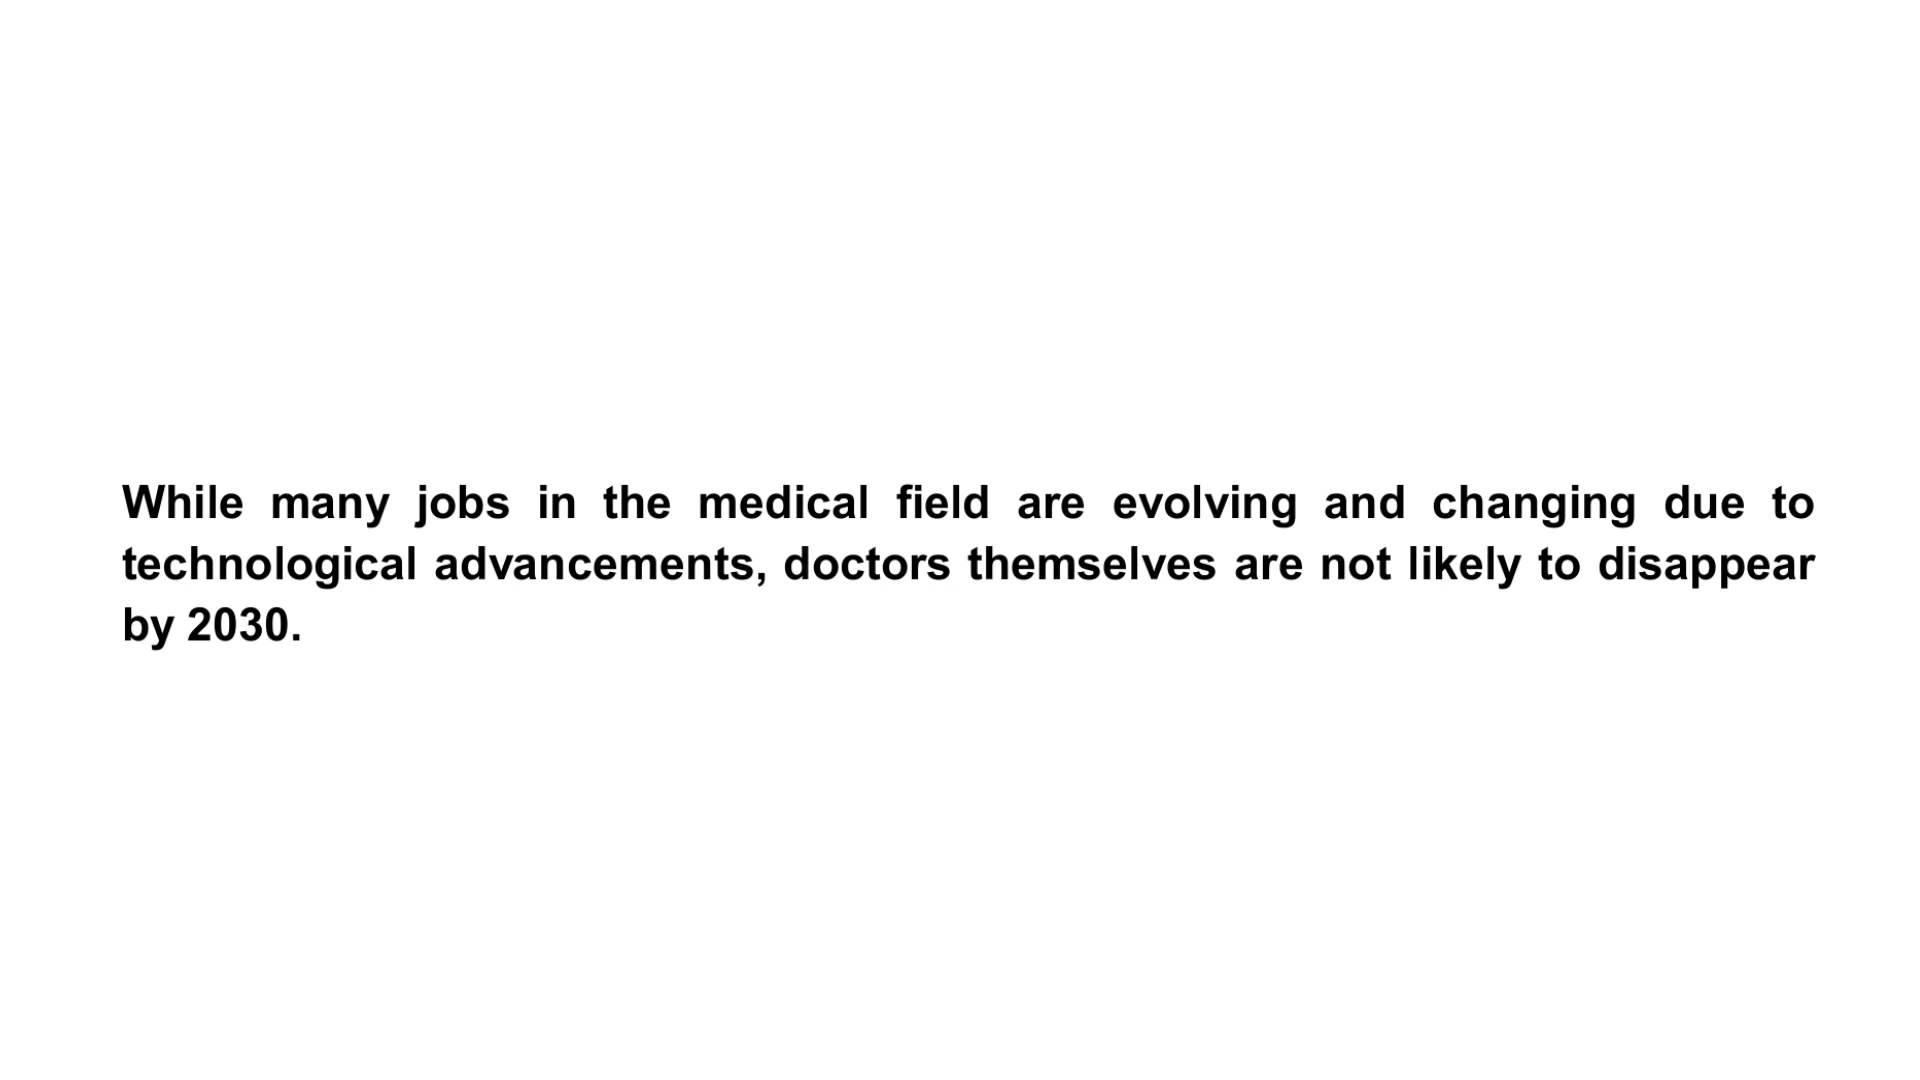 While many jobs in the medical field are evolving and changing due to
technological advancements, doctors themselves are not likely to disappear
by 2030.